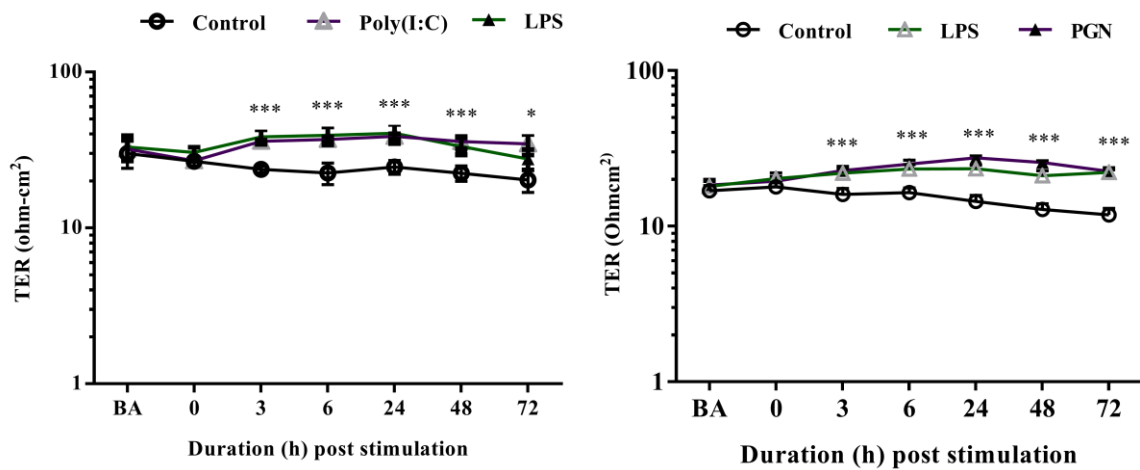 Control Poly(I:C) LPS
TER (ohm-cm²)
100
10
1
*** *** *** *** *
BA 0 3 6 24 48 72
Duration (h) post stimulation
Control LPS PGN
TER (Ohmcm²)
100
10
1
*** *** *** *** ***
BA 0 3 6 24 48 72
Duration (h) post stimulation